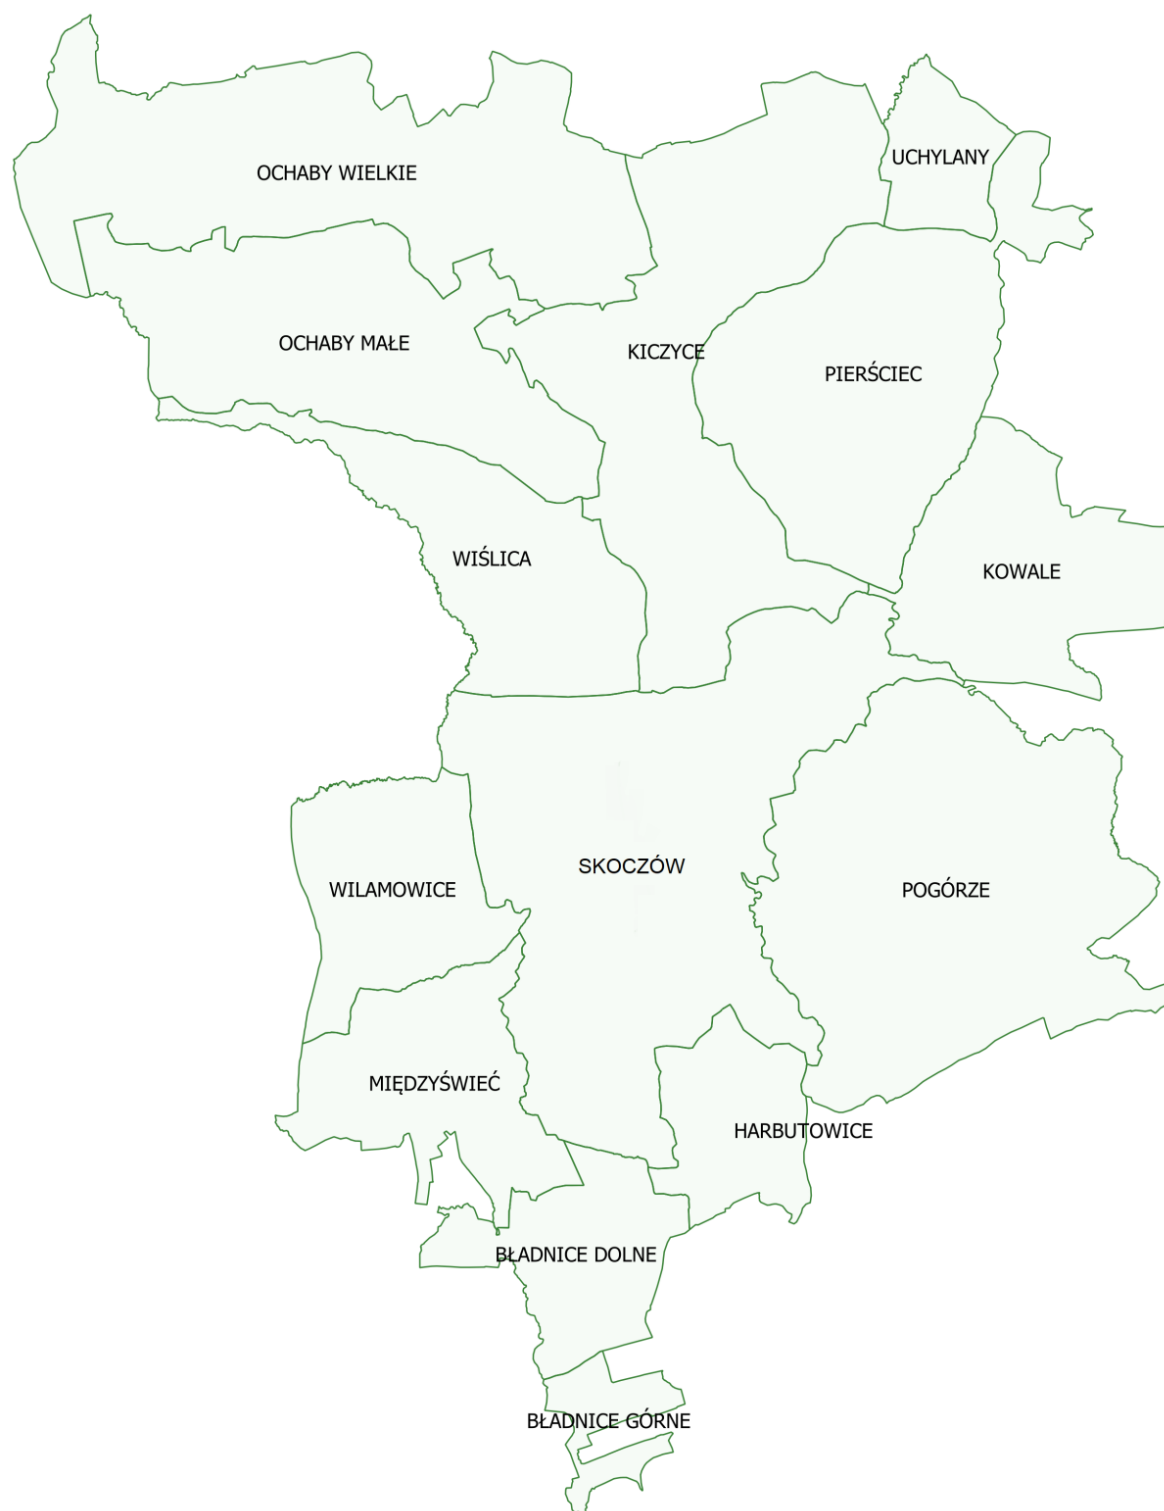 UCHYLANY
OCHABY WIELKIE
OCHABY MAŁE
KICZYCE
PIERŚCIEC
WIŚLICA
KOWALE
SKOCZÓW
WILAMOWICE
POGÓRZE
MIĘDZYŚWIEĆ
HARBUTOWICE
BŁADNICE DOLNE
BŁADNICE GÓRNE